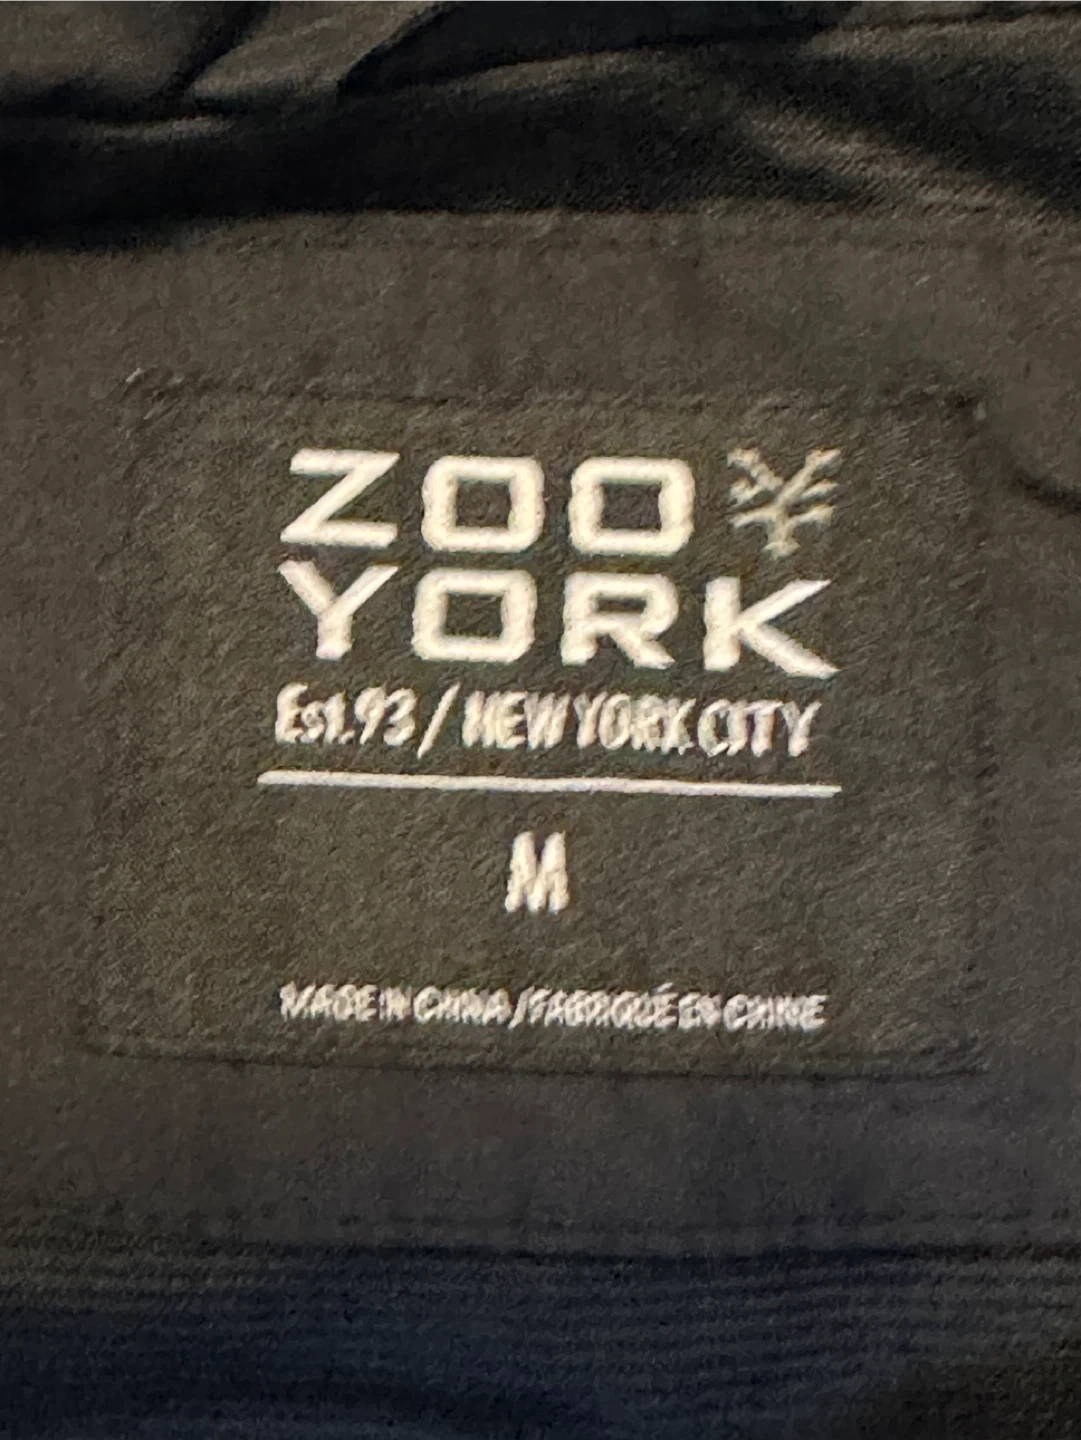 ZOO
YORK
Est.93 / NEW YORK CITY
M
MADE IN CHINA / FABRIQUÉ EN CHINE